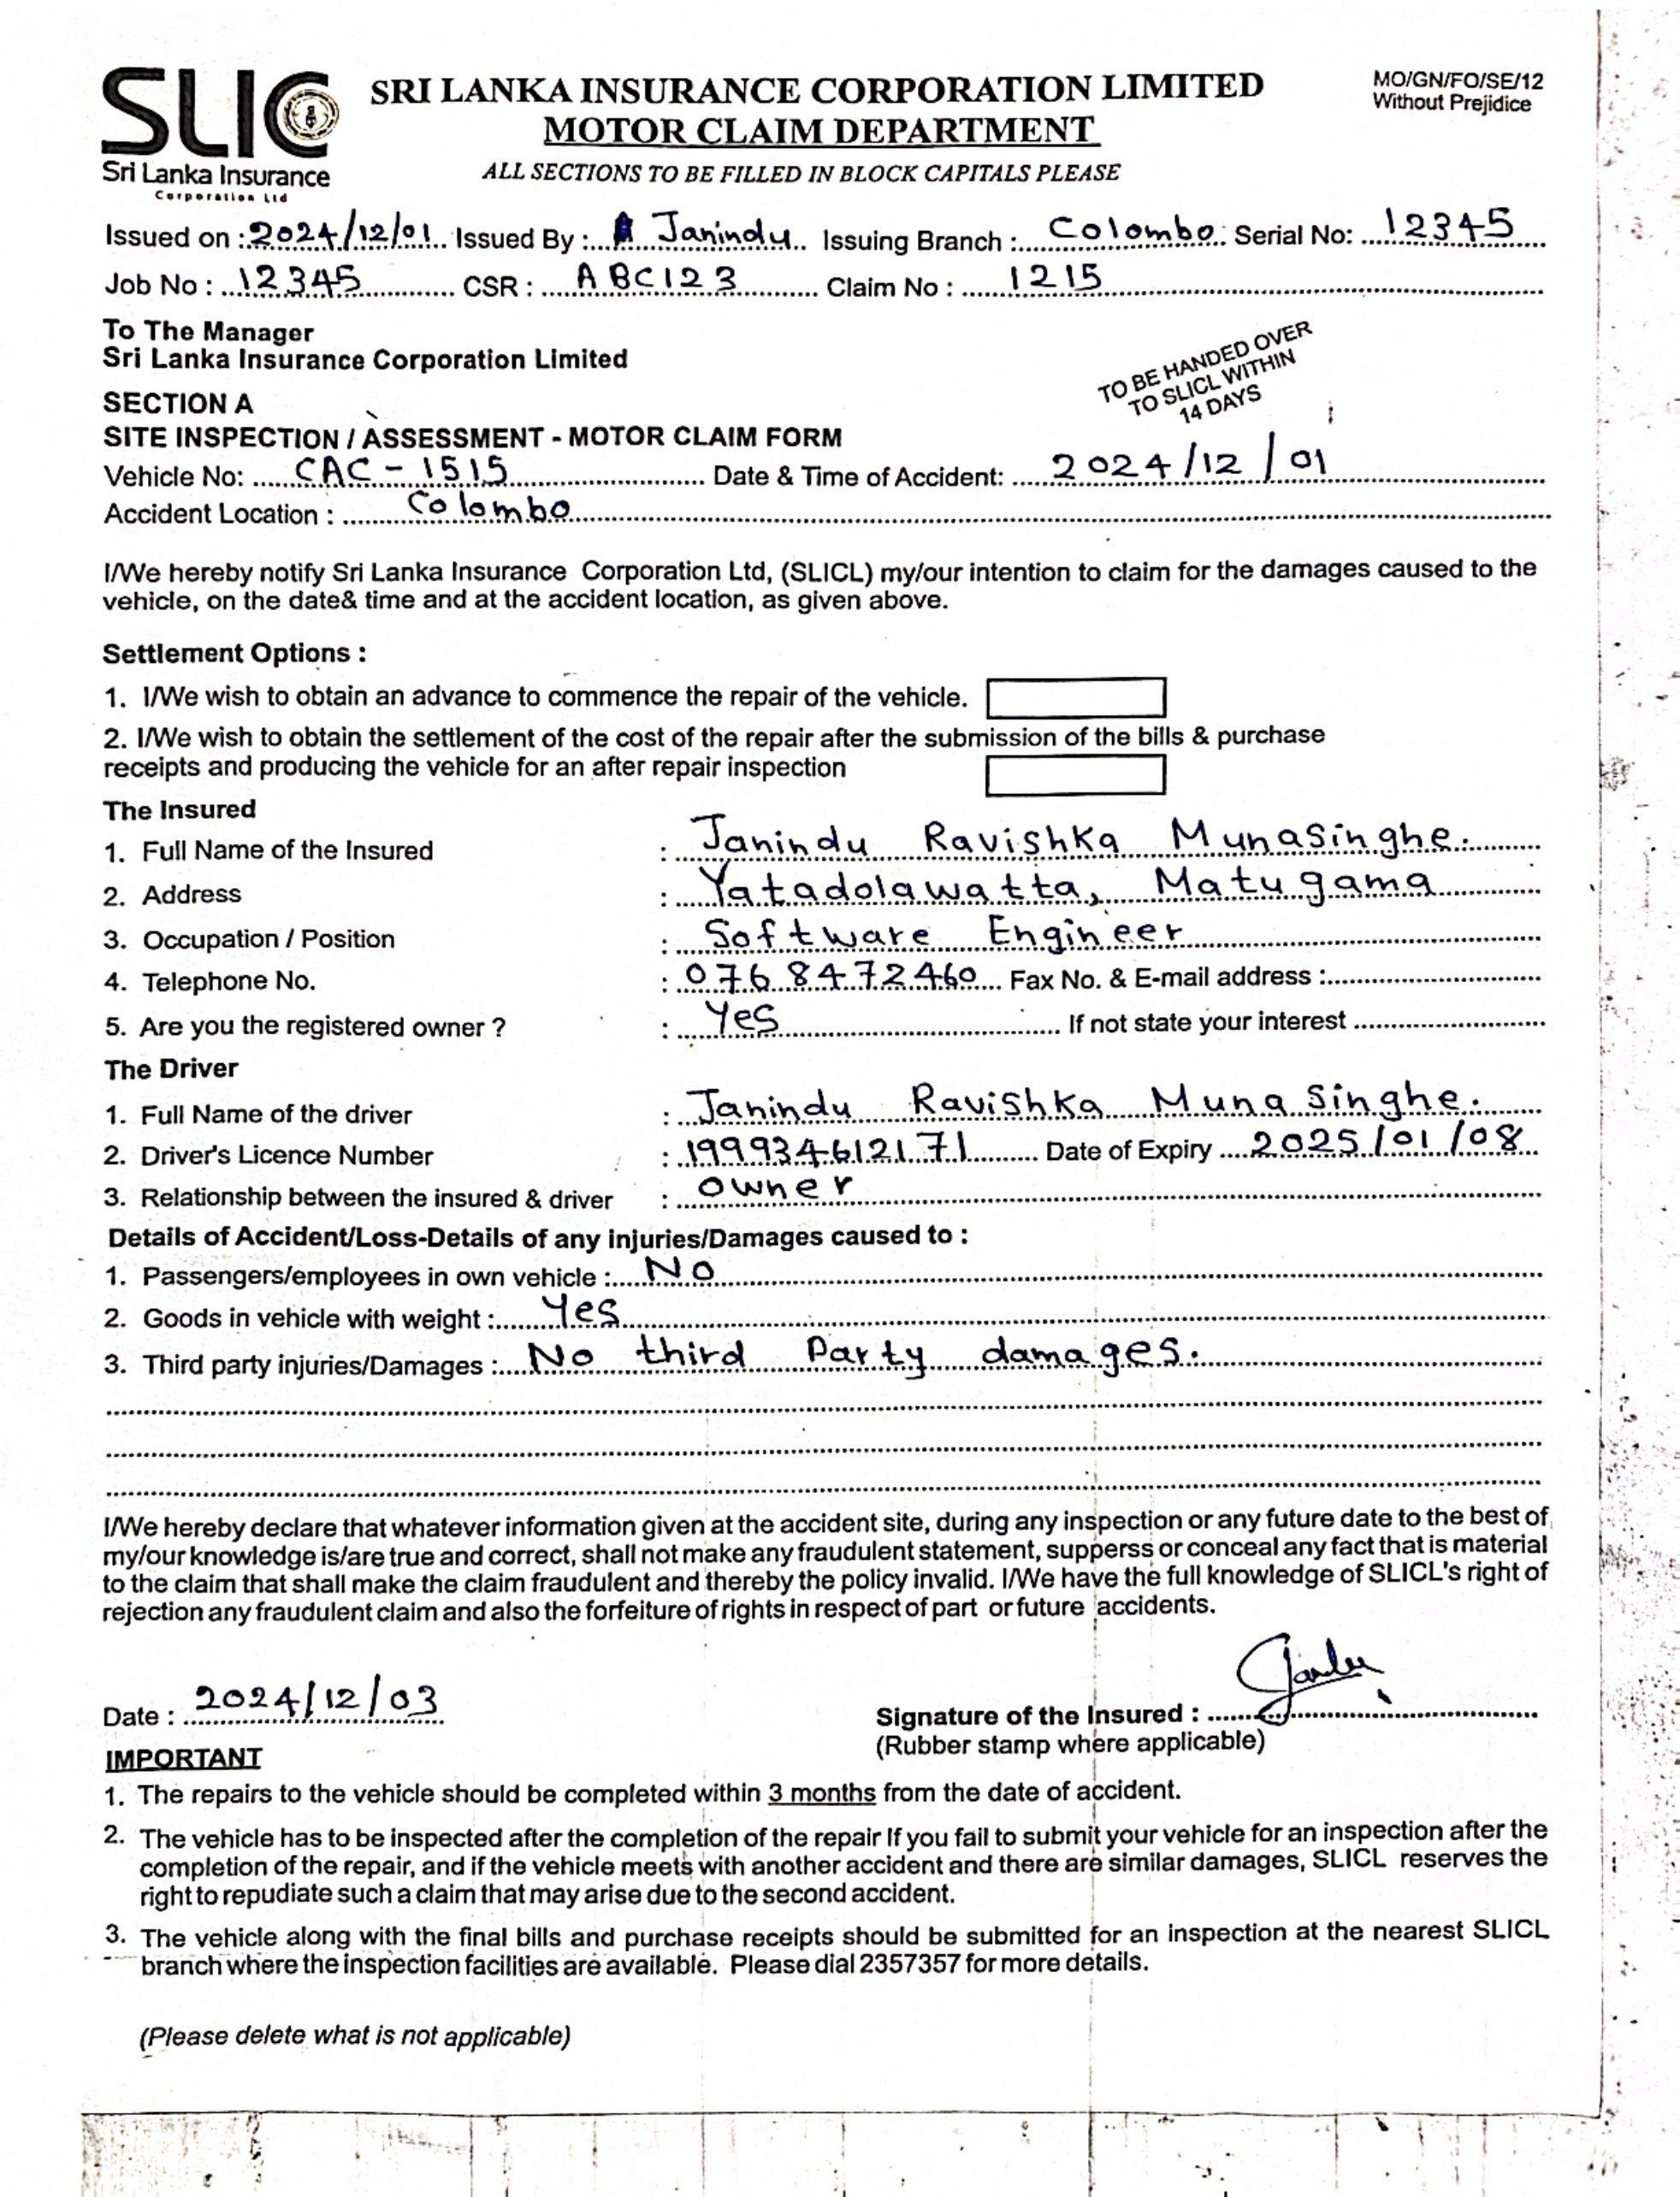 SLIC
Sri Lanka Insurance
Corporation Ltd
SRI LANKA INSURANCE CORPORATION LIMITED
MOTOR CLAIM DEPARTMENT
ALL SECTIONS TO BE FILLED IN BLOCK CAPITALS PLEASE
MO/GN/FO/SE/12
Without Prejidice
Issued on : 2024/12/01 Issued By : Janindu Issuing Branch : Colombo Serial No: 12345
Job No : 12345 CSR : ABC123 Claim No : 1215
To The Manager
Sri Lanka Insurance Corporation Limited
TO BE HANDED OVER
TO SLICL WITHIN
14 DAYS
SECTION A
SITE INSPECTION / ASSESSMENT - MOTOR CLAIM FORM
Vehicle No: CAC - 1515 Date & Time of Accident: 2024/12/01
Accident Location : Colombo
I/We hereby notify Sri Lanka Insurance Corporation Ltd, (SLICL) my/our intention to claim for the damages caused to the
vehicle, on the date& time and at the accident location, as given above.
Settlement Options :
1. I/We wish to obtain an advance to commence the repair of the vehicle.
2. I/We wish to obtain the settlement of the cost of the repair after the submission of the bills & purchase
receipts and producing the vehicle for an after repair inspection
The Insured
1. Full Name of the Insured : Janindu Ravishka Munasinghe.
2. Address : Yatadolawatta, Matugama
3. Occupation / Position : Software Engineer
4. Telephone No. : 0768472460 Fax No. & E-mail address :
5. Are you the registered owner ? : Yes If not state your interest
The Driver
1. Full Name of the driver : Janindu Ravishka Munasinghe.
2. Driver's Licence Number : 199934612171 Date of Expiry 2025/01/08
3. Relationship between the insured & driver : owner
Details of Accident/Loss-Details of any injuries/Damages caused to :
1. Passengers/employees in own vehicle : No
2. Goods in vehicle with weight : Yes
3. Third party injuries/Damages : No third Party damages.
I/We hereby declare that whatever information given at the accident site, during any inspection or any future date to the best of
my/our knowledge is/are true and correct, shall not make any fraudulent statement, supperss or conceal any fact that is material
to the claim that shall make the claim fraudulent and thereby the policy invalid. I/We have the full knowledge of SLICL's right of
rejection any fraudulent claim and also the forfeiture of rights in respect of part or future accidents.
Date : 2024/12/03 Signature of the Insured :
(Rubber stamp where applicable)
IMPORTANT
1. The repairs to the vehicle should be completed within 3 months from the date of accident.
2. The vehicle has to be inspected after the completion of the repair If you fail to submit your vehicle for an inspection after the
completion of the repair, and if the vehicle meets with another accident and there are similar damages, SLICL reserves the
right to repudiate such a claim that may arise due to the second accident.
3. The vehicle along with the final bills and purchase receipts should be submitted for an inspection at the nearest SLICL
branch where the inspection facilities are available. Please dial 2357357 for more details.
(Please delete what is not applicable)